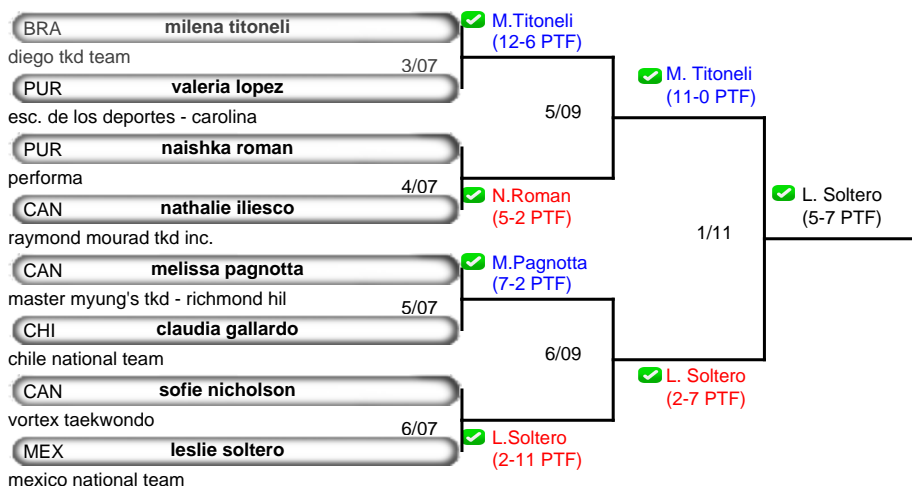 BRA milena titoneli
diego tkd team
3/07
PUR valeria lopez
esc. de los deportes - carolina
M.Titoneli
(12-6 PTF)
PUR naishka roman
performa
4/07
CAN nathalie iliesco
raymond mourad tkd inc.
N.Roman
(5-2 PTF)
5/09
M. Titoneli
(11-0 PTF)
CAN melissa pagnotta
master myung's tkd - richmond hil
5/07
CHI claudia gallardo
chile national team
M.Pagnotta
(7-2 PTF)
CAN sofie nicholson
vortex taekwondo
6/07
MEX leslie soltero
mexico national team
L.Soltero
(2-11 PTF)
6/09
L. Soltero
(2-7 PTF)
1/11
L. Soltero
(5-7 PTF)